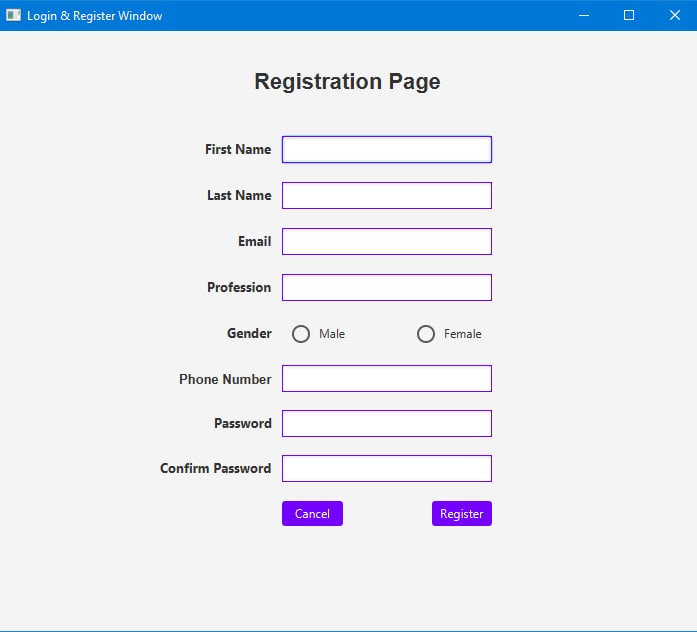 Login & Register Window
Registration Page
First Name
Last Name
Email
Profession
Gender Male Female
Phone Number
Password
Confirm Password
Cancel Register